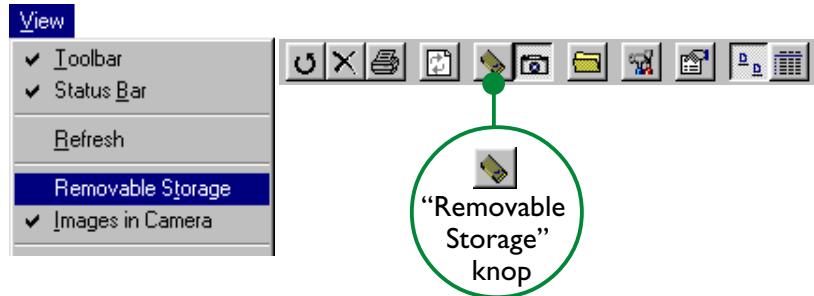 View
Toolbar
Status Bar
Refresh
Removable Storage
Images in Camera
“Removable
Storage”
knop